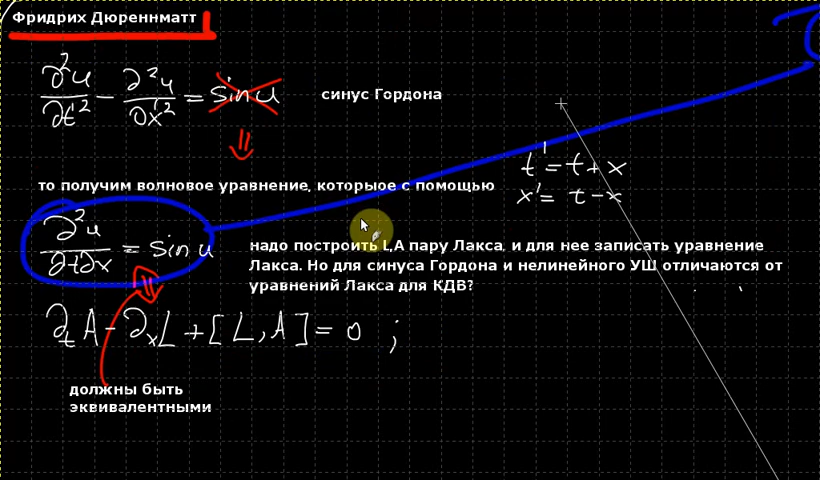 Фридрих Дюреннматт
∂²u/∂t² − ∂²u/∂x² = sin u
синус Гордона
t' = t + x
то получим волновое уравнение, которыое с помощью
x' = t − x
∂²u/∂t∂x = sin u
надо построить L,A пару Лакса, и для нее записать уравнение
Лакса. Но для синуса Гордона и нелинейного УШ отличаются от
уравнений Лакса для КДВ?
∂ₜA − ∂ₓL + [L, A] = 0 ;
должны быть
эквивалентными